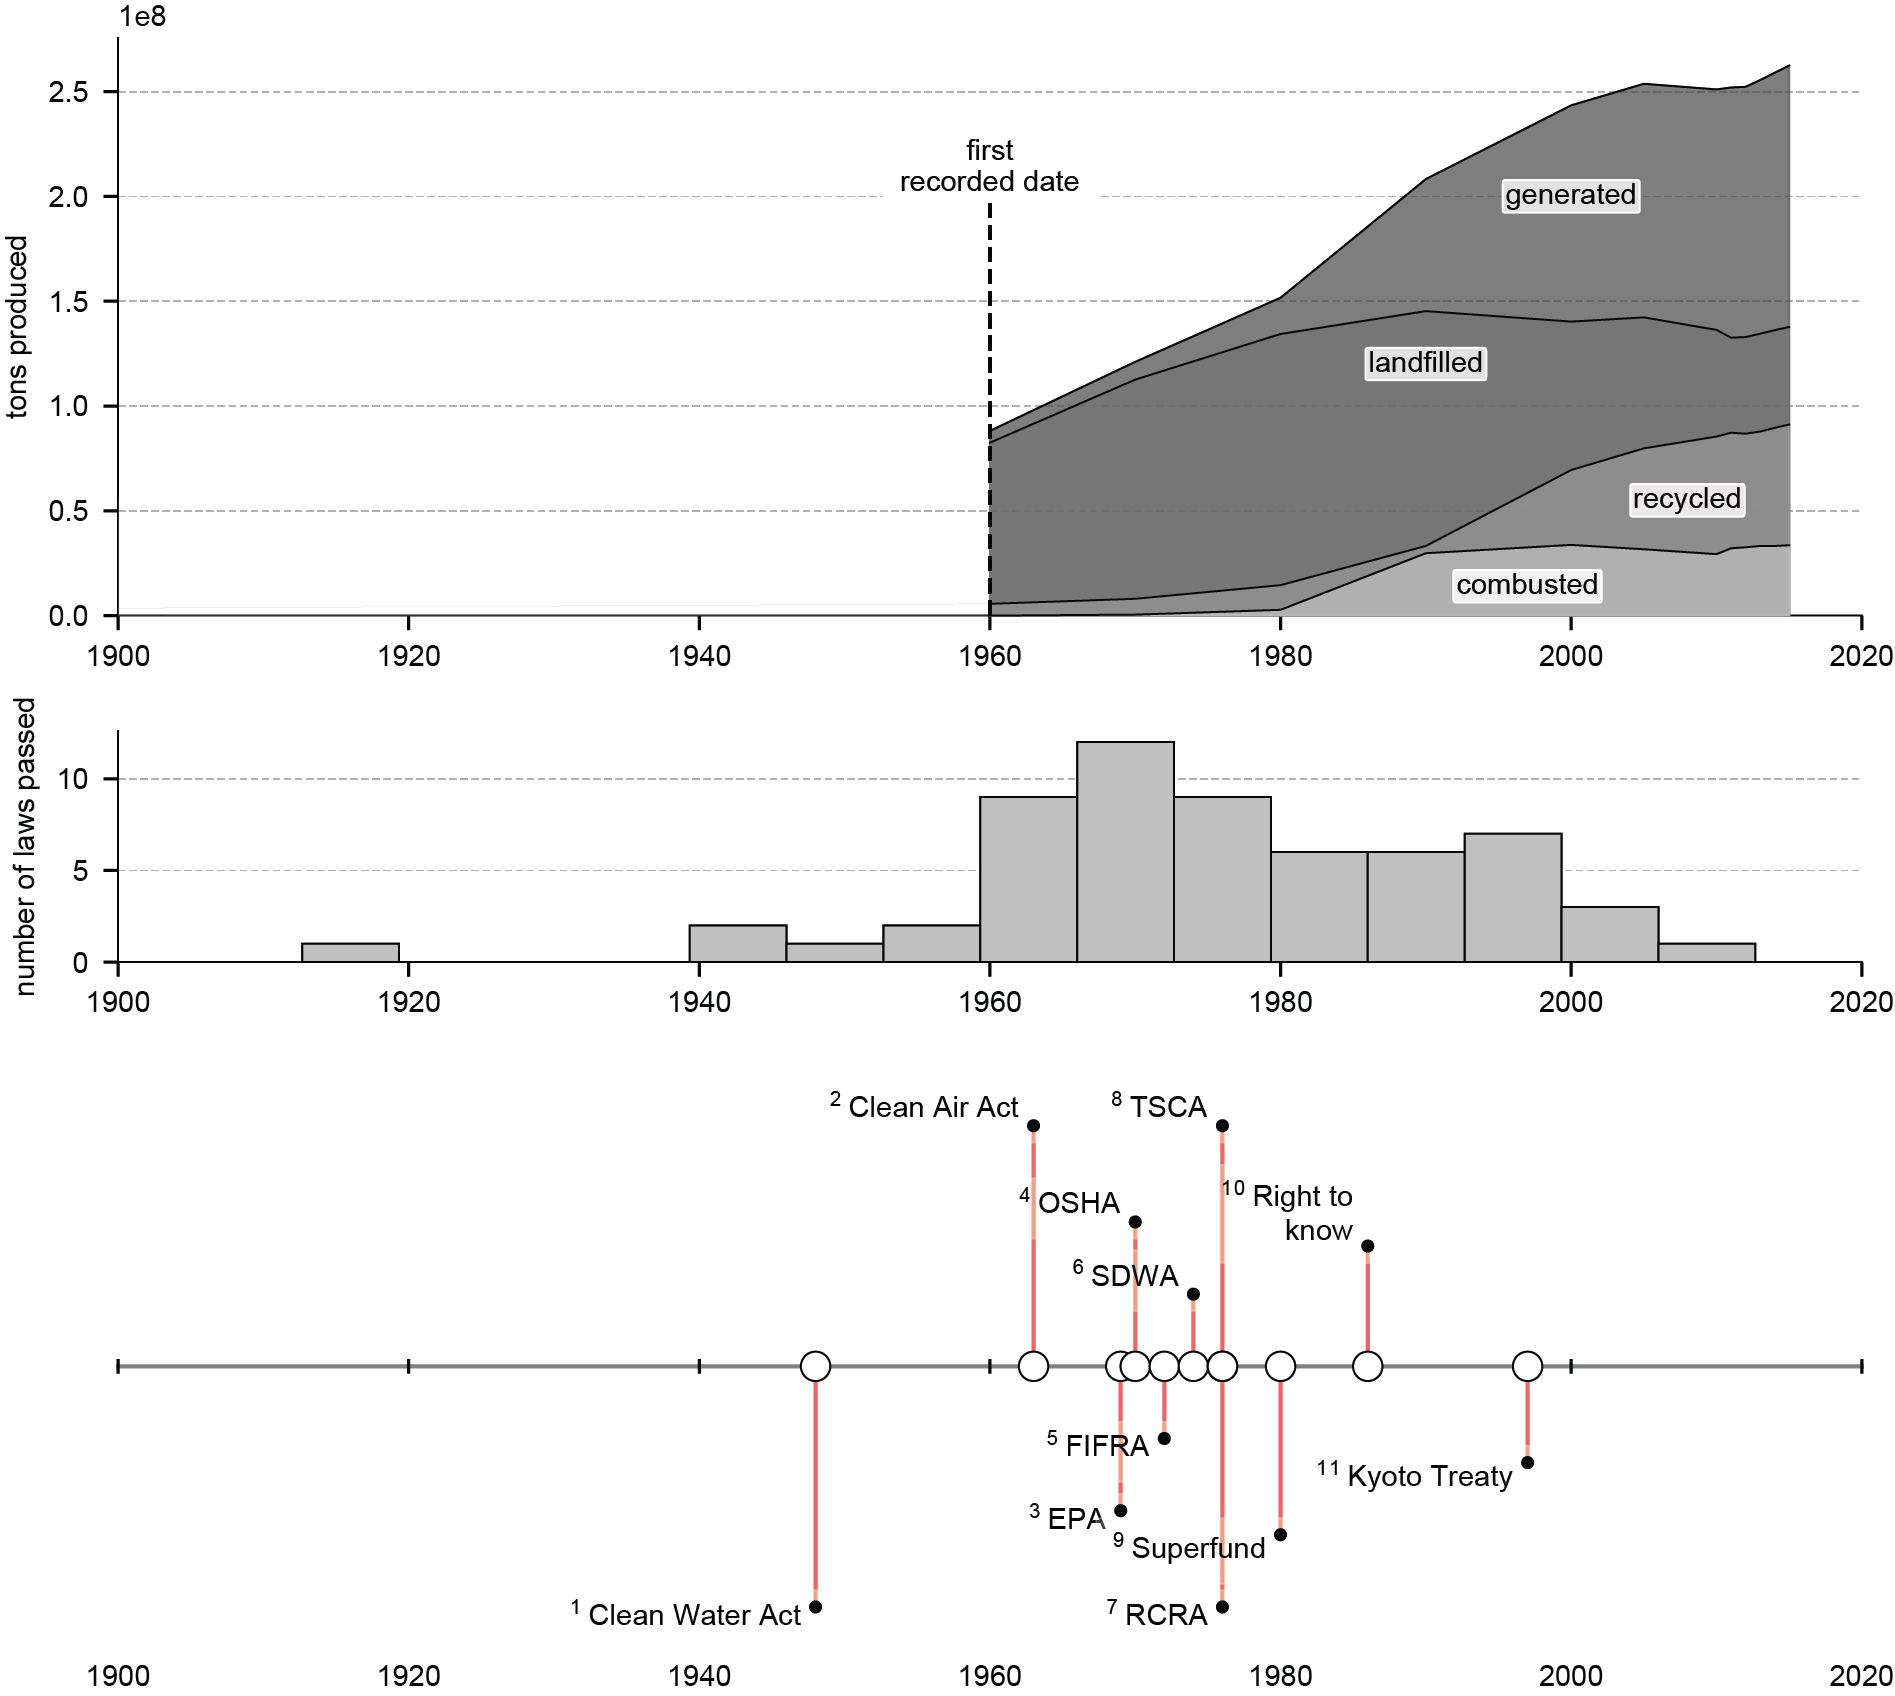 1e8
2.5
2.0
1.5
1.0
0.5
0.0
tons produced
first
recorded date
generated
landfilled
recycled
combusted
1900 1920 1940 1960 1980 2000 2020
number of laws passed
10
5
0
1900 1920 1940 1960 1980 2000 2020
2 Clean Air Act
8 TSCA
4 OSHA
10 Right to
know
6 SDWA
5 FIFRA
11 Kyoto Treaty
3 EPA
9 Superfund
1 Clean Water Act
7 RCRA
1900 1920 1940 1960 1980 2000 2020